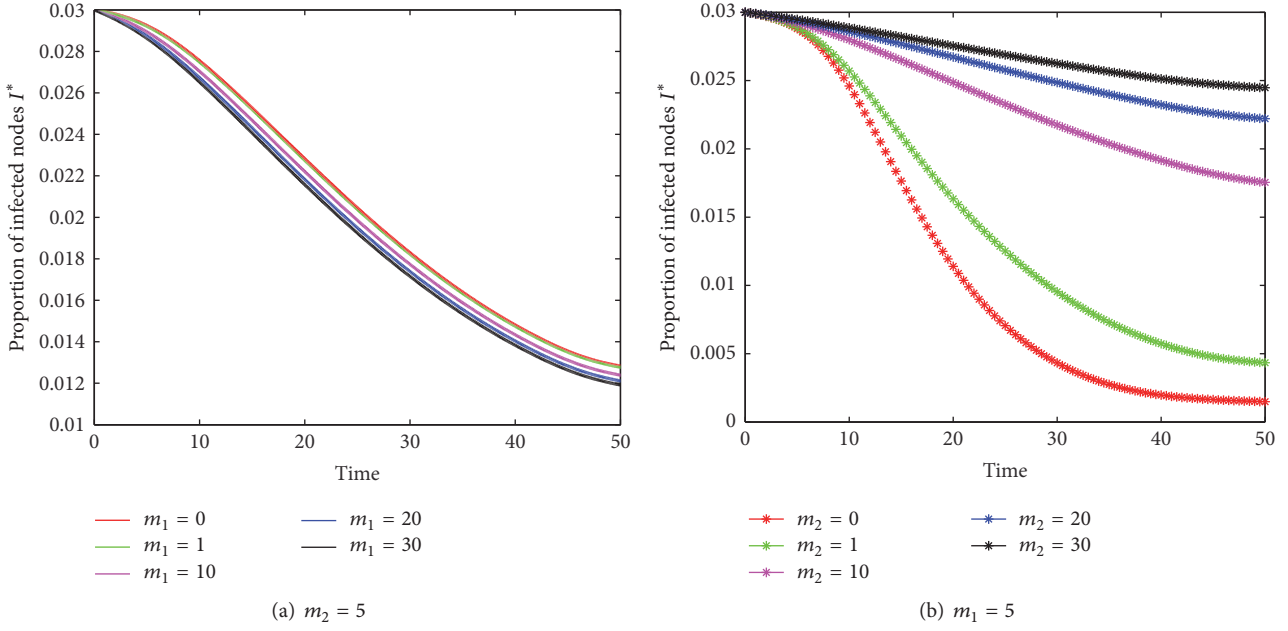 0.03
0.028
0.026
0.024
0.022
0.02
0.018
0.016
0.014
0.012
0.01
Proportion of infected nodes I*
0 10 20 30 40 50
Time
m₁ = 0
m₁ = 1
m₁ = 10
m₁ = 20
m₁ = 30
(a) m₂ = 5
0.03
0.025
0.02
0.015
0.01
0.005
0
Proportion of infected nodes I*
0 10 20 30 40 50
Time
m₂ = 0
m₂ = 1
m₂ = 10
m₂ = 20
m₂ = 30
(b) m₁ = 5